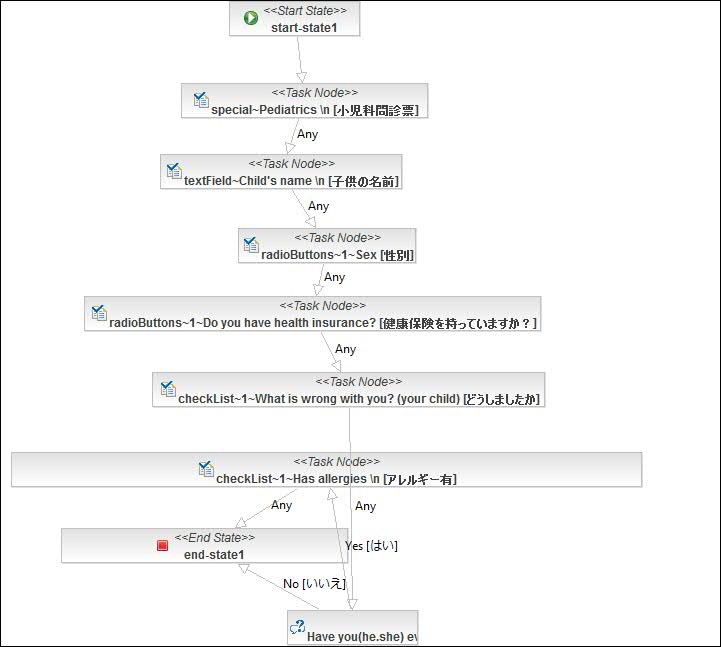 <<Start State>>
start-state1
<<Task Node>>
special~Pediatrics \n [小児科問診票]
Any
<<Task Node>>
textField~Child's name \n [子供の名前]
Any
<<Task Node>>
radioButtons~1~Sex [性別]
Any
<<Task Node>>
radioButtons~1~Do you have health insurance? [健康保険を持っていますか？]
Any
<<Task Node>>
checkList~1~What is wrong with you? (your child) [どうしましたか]
<<Task Node>>
checkList~1~Has allergies \n [アレルギー有]
Any
Any
<<End State>>
end-state1
Yes [はい]
No [いいえ]
Have you(he.she) ev